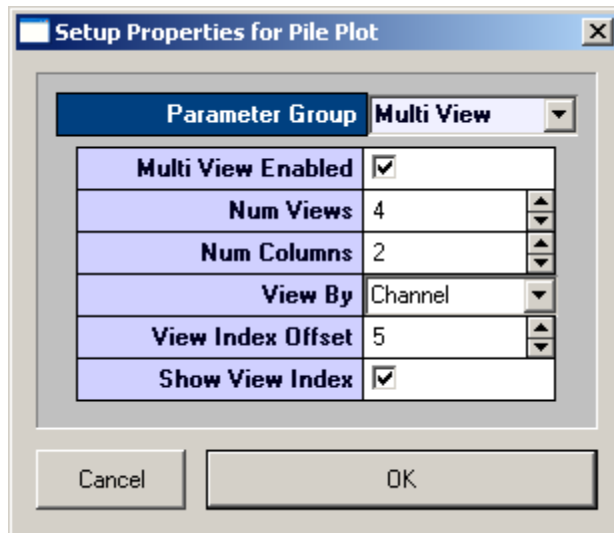 Setup Properties for Pile Plot
Parameter Group Multi View
Multi View Enabled
Num Views 4
Num Columns 2
View By Channel
View Index Offset 5
Show View Index
Cancel OK